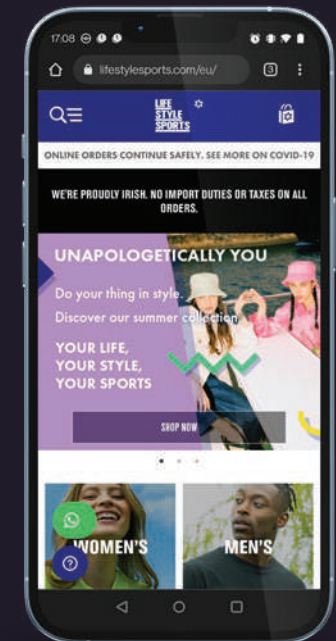 17:08
lifestylesports.com/eu/
3
LIFE
STYLE
SPORTS
ONLINE ORDERS CONTINUE SAFELY. SEE MORE ON COVID-19
WE'RE PROUDLY IRISH. NO IMPORT DUTIES OR TAXES ON ALL
ORDERS.
UNAPOLOGETICALLY YOU
Do your thing in style.
Discover our summer collection
YOUR LIFE,
YOUR STYLE,
YOUR SPORTS
SHOP NOW
WOMEN'S
MEN'S
?